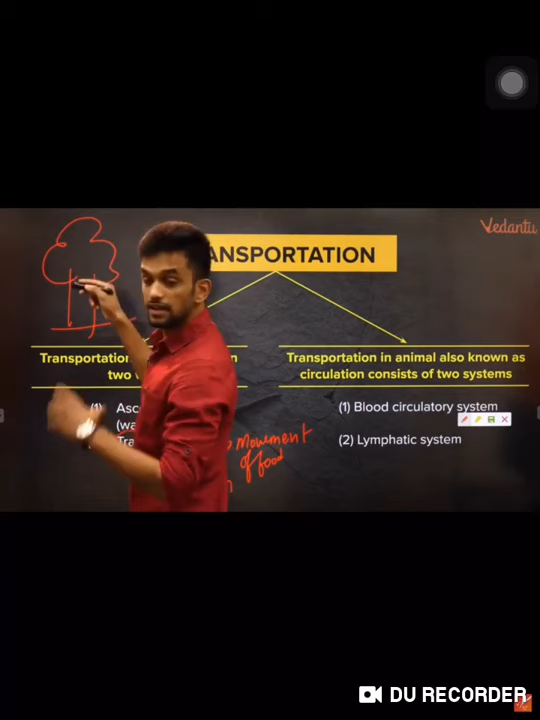 Vedantu
ANSPORTATION
Transportation
n
two
Transportation in animal also known as
circulation consists of two systems
(1) Asc
(wa
Tra
Movement
of food
(1) Blood circulatory system
(2) Lymphatic system
DU RECORDER